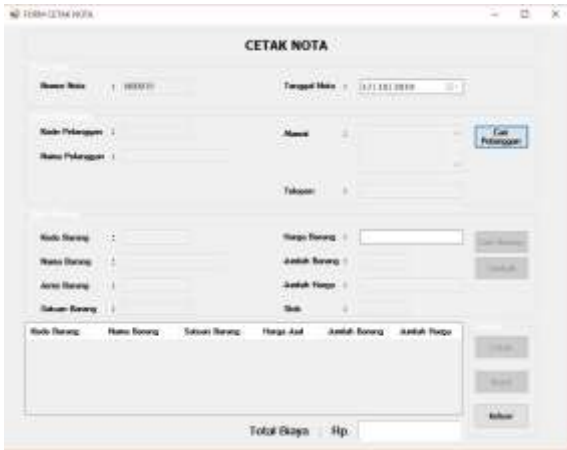 FORM CETAK NOTA
CETAK NOTA
Nomor Nota :
Tanggal Nota :
Kode Pelanggan :
Alamat :
Cari Pelanggan
Nama Pelanggan :
Telepon :
Kode Barang :
Harga Barang :
Nama Barang :
Jumlah Barang :
Jenis Barang :
Jumlah Harga :
Satuan Barang :
Stok :
Kode Barang Nama Barang Satuan Barang Harga Jual Jumlah Barang Jumlah Harga
Keluar
Total Biaya : Rp.